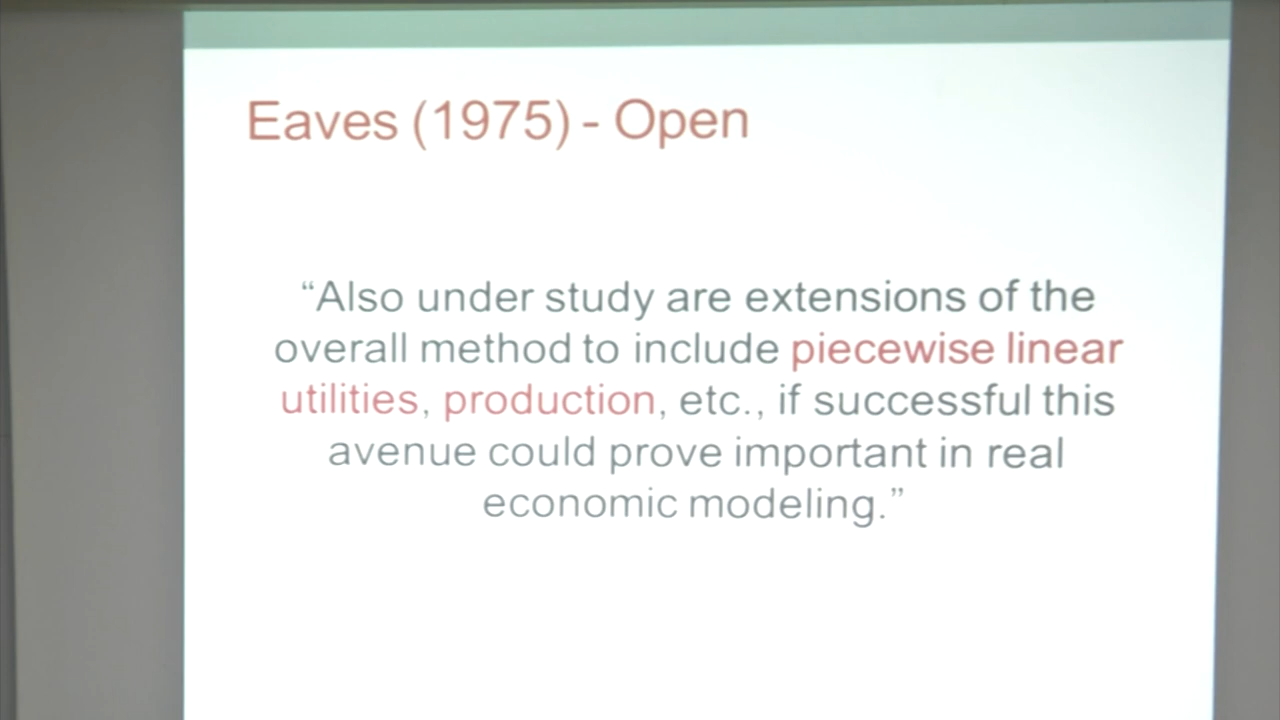 Eaves (1975) - Open
“Also under study are extensions of the
overall method to include piecewise linear
utilities, production, etc., if successful this
avenue could prove important in real
economic modeling.”